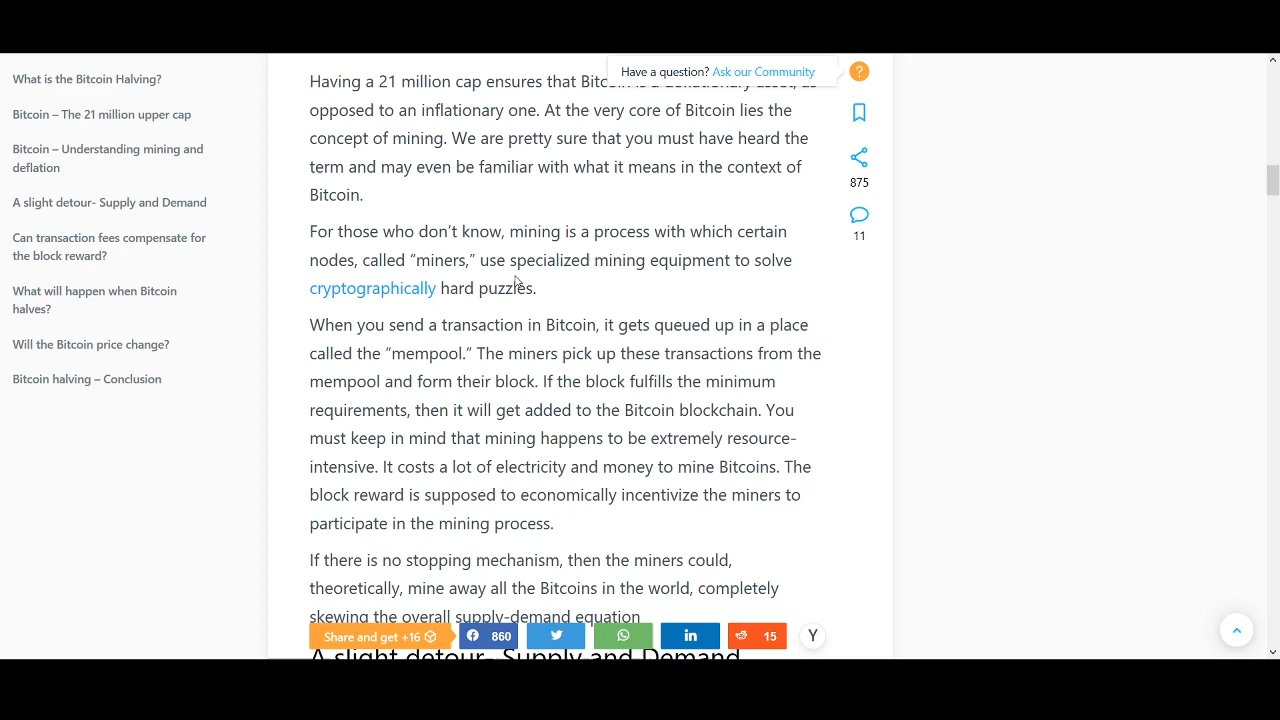 What is the Bitcoin Halving?
Bitcoin – The 21 million upper cap
Bitcoin – Understanding mining and
deflation
A slight detour- Supply and Demand
Can transaction fees compensate for
the block reward?
What will happen when Bitcoin
halves?
Will the Bitcoin price change?
Bitcoin halving – Conclusion
Have a question? Ask our Community
?
875
11
Having a 21 million cap ensures that
opposed to an inflationary one. At the very core of Bitcoin lies the
concept of mining. We are pretty sure that you must have heard the
term and may even be familiar with what it means in the context of
Bitcoin.
For those who don’t know, mining is a process with which certain
nodes, called “miners,” use specialized mining equipment to solve
cryptographically hard puzzles.
When you send a transaction in Bitcoin, it gets queued up in a place
called the “mempool.” The miners pick up these transactions from the
mempool and form their block. If the block fulfills the minimum
requirements, then it will get added to the Bitcoin blockchain. You
must keep in mind that mining happens to be extremely resource-
intensive. It costs a lot of electricity and money to mine Bitcoins. The
block reward is supposed to economically incentivize the miners to
participate in the mining process.
If there is no stopping mechanism, then the miners could,
theoretically, mine away all the Bitcoins in the world, completely
skewing the overall supply-demand equation
Share and get +16
860
15
Y
A slight detour- Supply and Demand